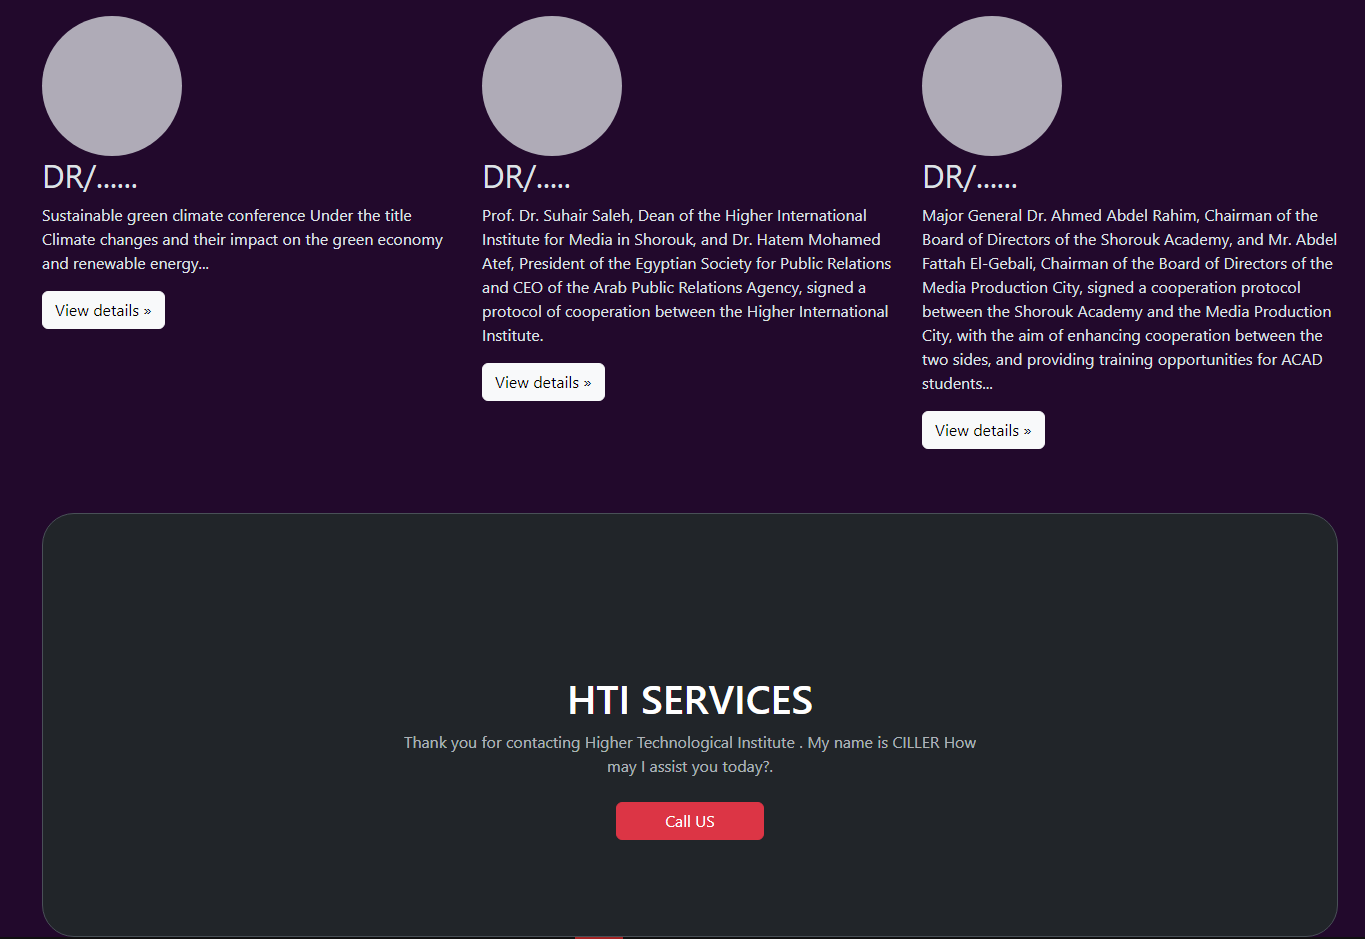 DR/......
Sustainable green climate conference Under the title
Climate changes and their impact on the green economy
and renewable energy...
View details »
DR/.....
Prof. Dr. Suhair Saleh, Dean of the Higher International
Institute for Media in Shorouk, and Dr. Hatem Mohamed
Atef, President of the Egyptian Society for Public Relations
and CEO of the Arab Public Relations Agency, signed a
protocol of cooperation between the Higher International
Institute.
View details »
DR/......
Major General Dr. Ahmed Abdel Rahim, Chairman of the
Board of Directors of the Shorouk Academy, and Mr. Abdel
Fattah El-Gebali, Chairman of the Board of Directors of the
Media Production City, signed a cooperation protocol
between the Shorouk Academy and the Media Production
City, with the aim of enhancing cooperation between the
two sides, and providing training opportunities for ACAD
students...
View details »
HTI SERVICES
Thank you for contacting Higher Technological Institute . My name is CILLER How
may I assist you today?.
Call US